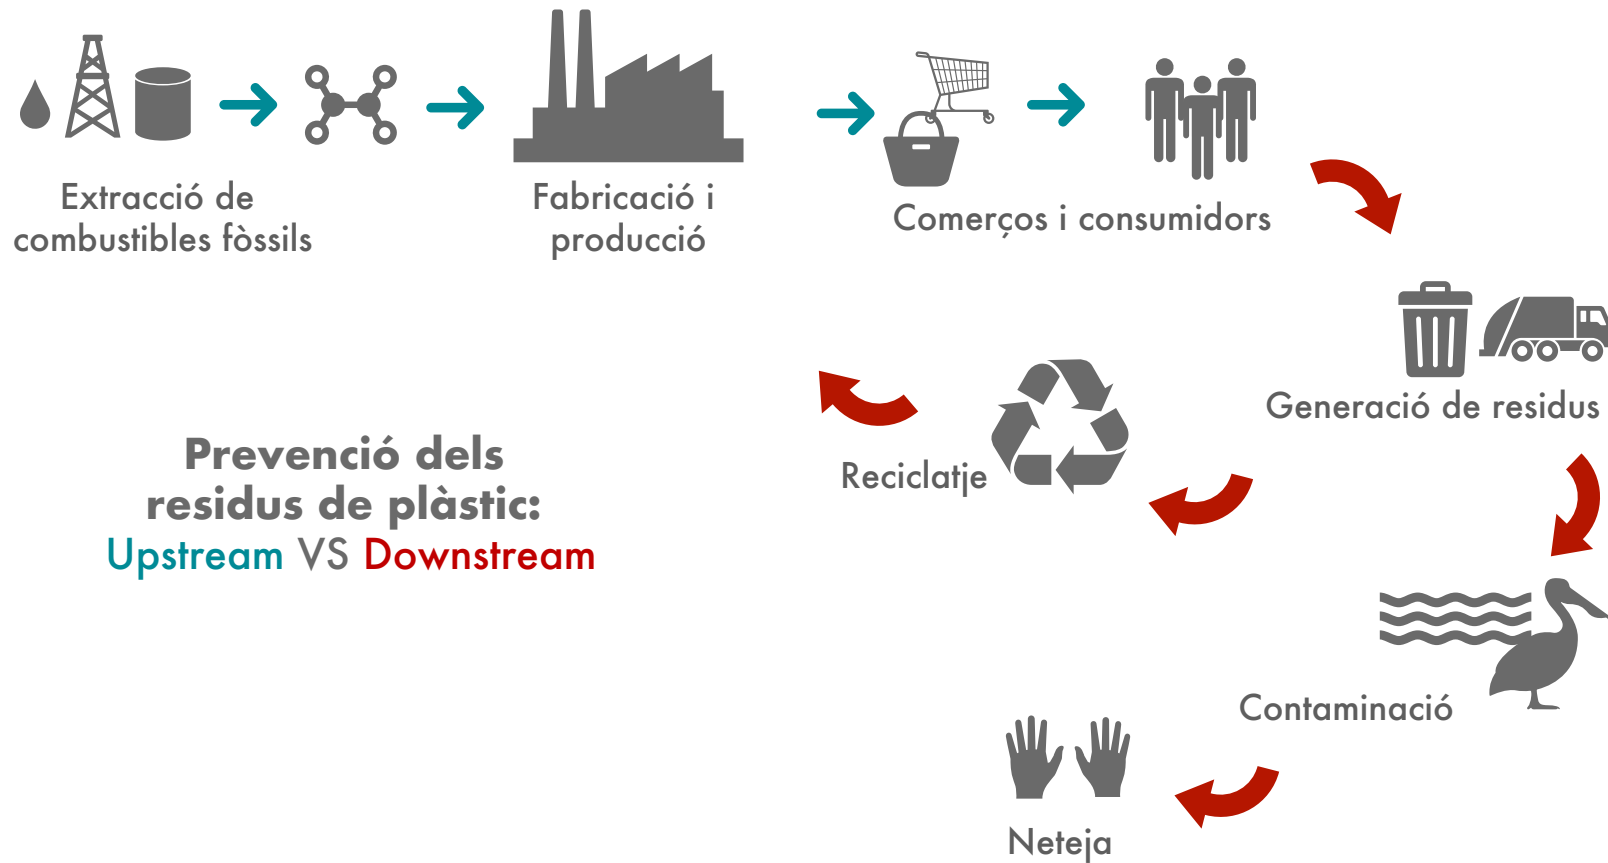 Extracció de
combustibles fòssils
Fabricació i
producció
Comerços i consumidors
Generació de residus
Reciclatje
Prevenció dels
residus de plàstic:
Upstream VS Downstream
Contaminació
Neteja